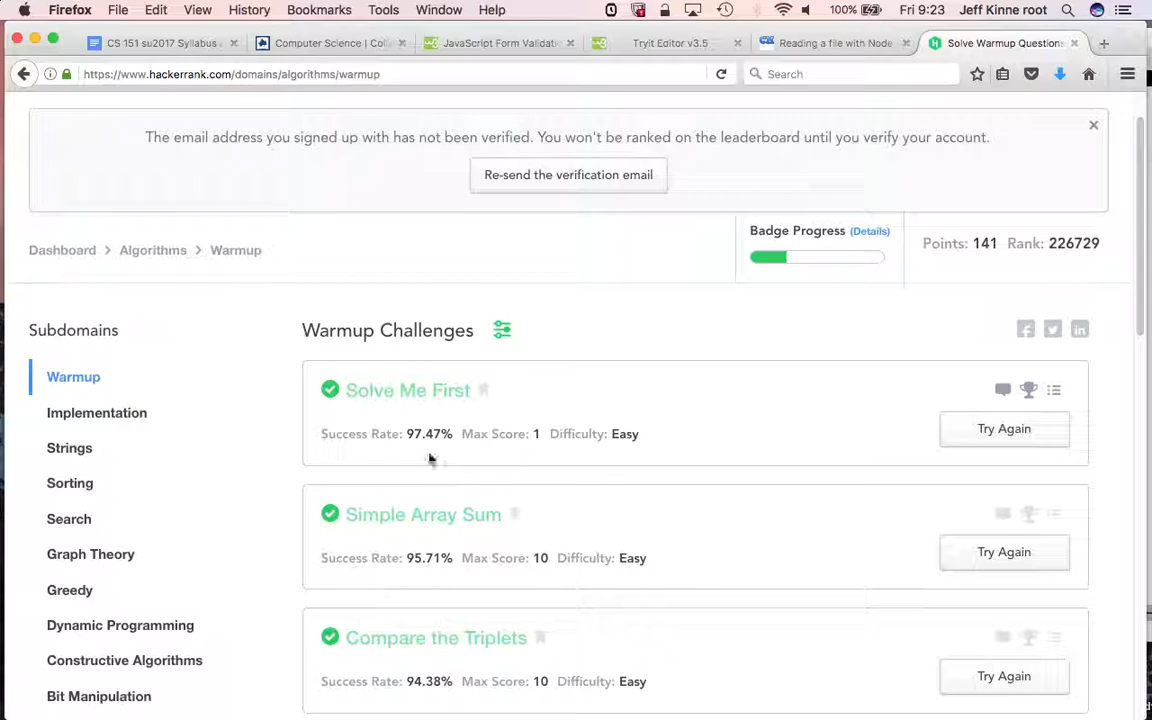 Firefox File Edit View History Bookmarks Tools Window Help 100% Fri 9:23 Jeff Kinne root
CS 151 su2017 Syllabus Computer Science | Coll JavaScript Form Validati Tryit Editor v3.5 Reading a file with Node Solve Warmup Questions
https://www.hackerrank.com/domains/algorithms/warmup Search
The email address you signed up with has not been verified. You won't be ranked on the leaderboard until you verify your account.
Re-send the verification email
Dashboard > Algorithms > Warmup
Badge Progress (Details)
Points: 141 Rank: 226729
Subdomains
Warmup
Implementation
Strings
Sorting
Search
Graph Theory
Greedy
Dynamic Programming
Constructive Algorithms
Bit Manipulation
Warmup Challenges
Solve Me First
Success Rate: 97.47% Max Score: 1 Difficulty: Easy
Try Again
Simple Array Sum
Success Rate: 95.71% Max Score: 10 Difficulty: Easy
Try Again
Compare the Triplets
Success Rate: 94.38% Max Score: 10 Difficulty: Easy
Try Again